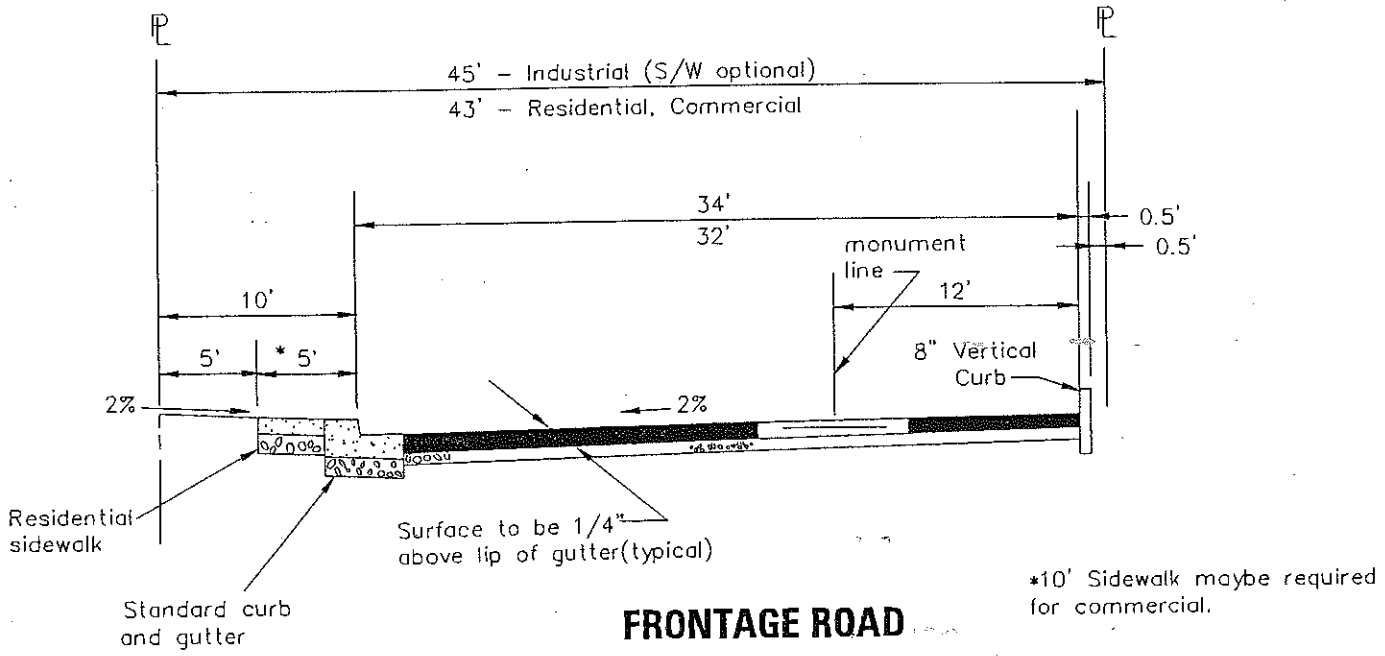 PL
PL
45' - Industrial (S/W optional)
43' - Residential, Commercial
34'
32'
0.5'
0.5'
monument
line
12'
10'
5'
* 5'
8" Vertical
Curb
2%
2%
Residential
sidewalk
Surface to be 1/4"
above lip of gutter(typical)
Standard curb
and gutter
*10' Sidewalk maybe required
for commercial.
FRONTAGE ROAD